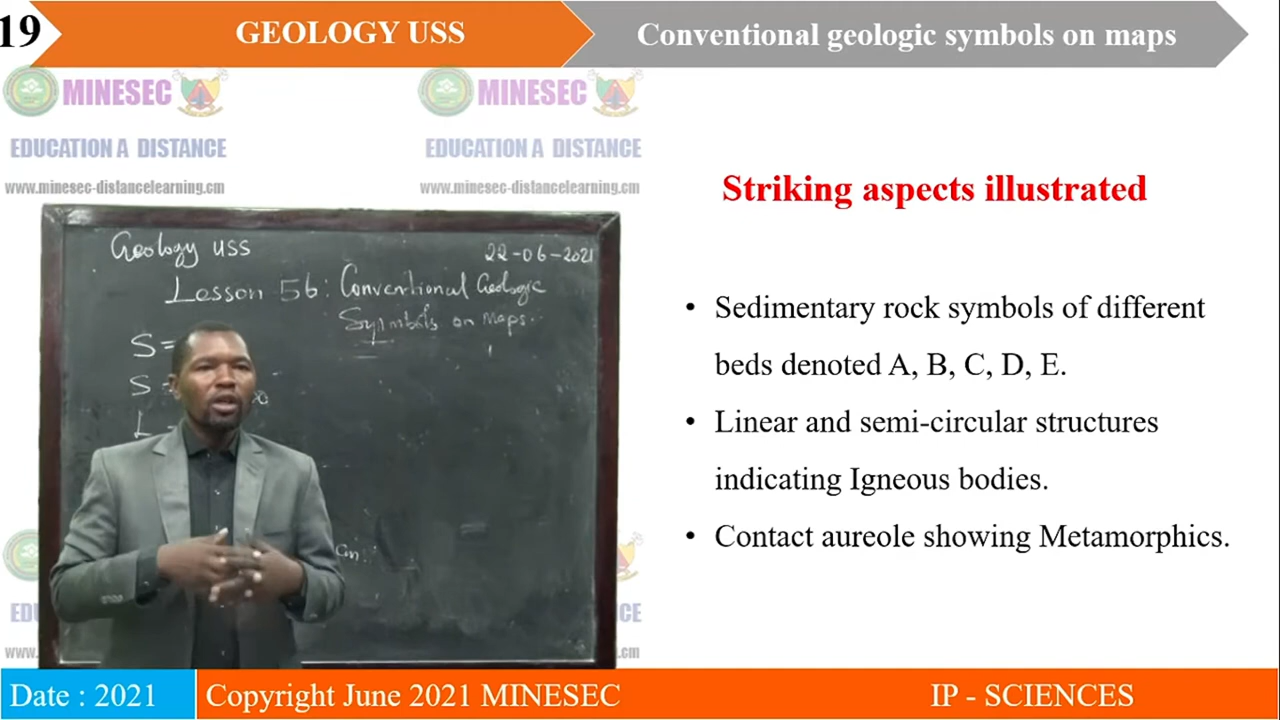 19
GEOLOGY USS
Conventional geologic symbols on maps
MINESEC
MINESEC
EDUCATION A DISTANCE
EDUCATION A DISTANCE
www.minesec-distancelearning.cm
www.minesec-distancelearning.cm
Geology USS
22-06-2021
Lesson 56: Conventional Geologic
Symbols on Maps.
S=
S=
L
Striking aspects illustrated
• Sedimentary rock symbols of different
beds denoted A, B, C, D, E.
• Linear and semi-circular structures
indicating Igneous bodies.
• Contact aureole showing Metamorphics.
Date : 2021
Copyright June 2021 MINESEC
IP - SCIENCES